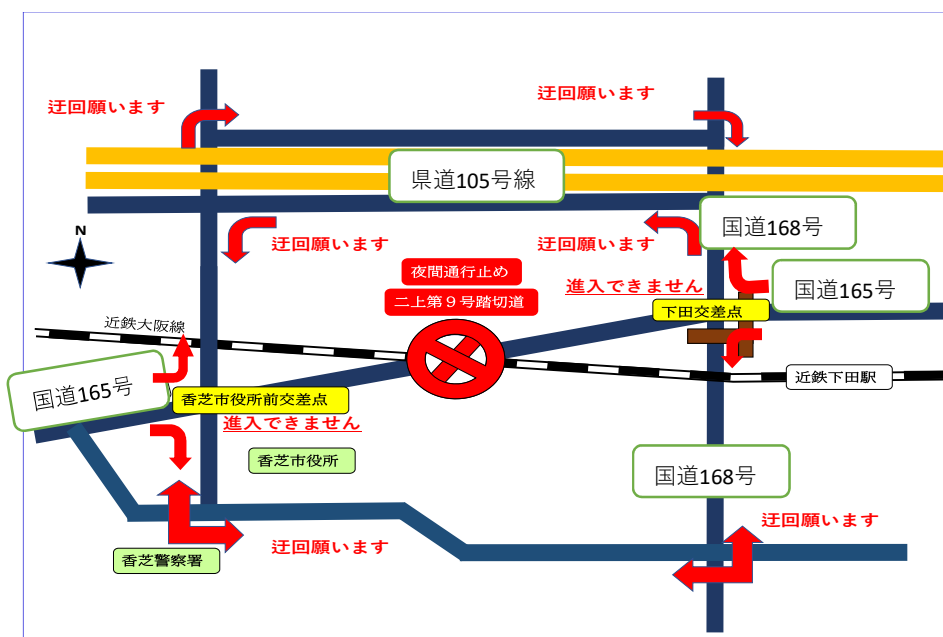 迂回願います
迂回願います
県道105号線
国道168号
N
迂回願います
迂回願います
夜間通行止め
二上第９号踏切道
進入できません
国道165号
下田交差点
近鉄大阪線
国道165号
近鉄下田駅
香芝市役所前交差点
進入できません
香芝市役所
国道168号
迂回願います
迂回願います
香芝警察署